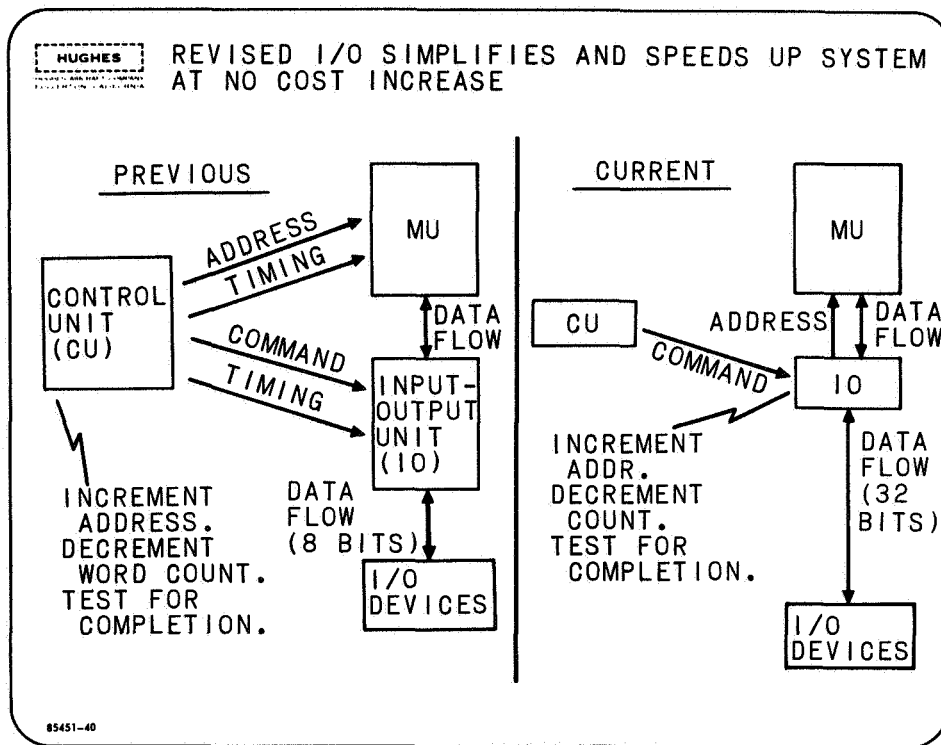 HUGHES
REVISED I/O SIMPLIFIES AND SPEEDS UP SYSTEM
AT NO COST INCREASE
PREVIOUS
ADDRESS
TIMING
MU
CONTROL
UNIT
(CU)
DATA
FLOW
COMMAND
TIMING
INPUT-
OUTPUT
UNIT
(IO)
INCREMENT
ADDRESS.
DECREMENT
WORD COUNT.
TEST FOR
COMPLETION.
DATA
FLOW
(8 BITS)
I/O
DEVICES
CURRENT
MU
CU
ADDRESS
DATA
FLOW
COMMAND
IO
INCREMENT
ADDR.
DECREMENT
COUNT.
TEST FOR
COMPLETION.
DATA
FLOW
(32
BITS)
I/O
DEVICES
85451-40